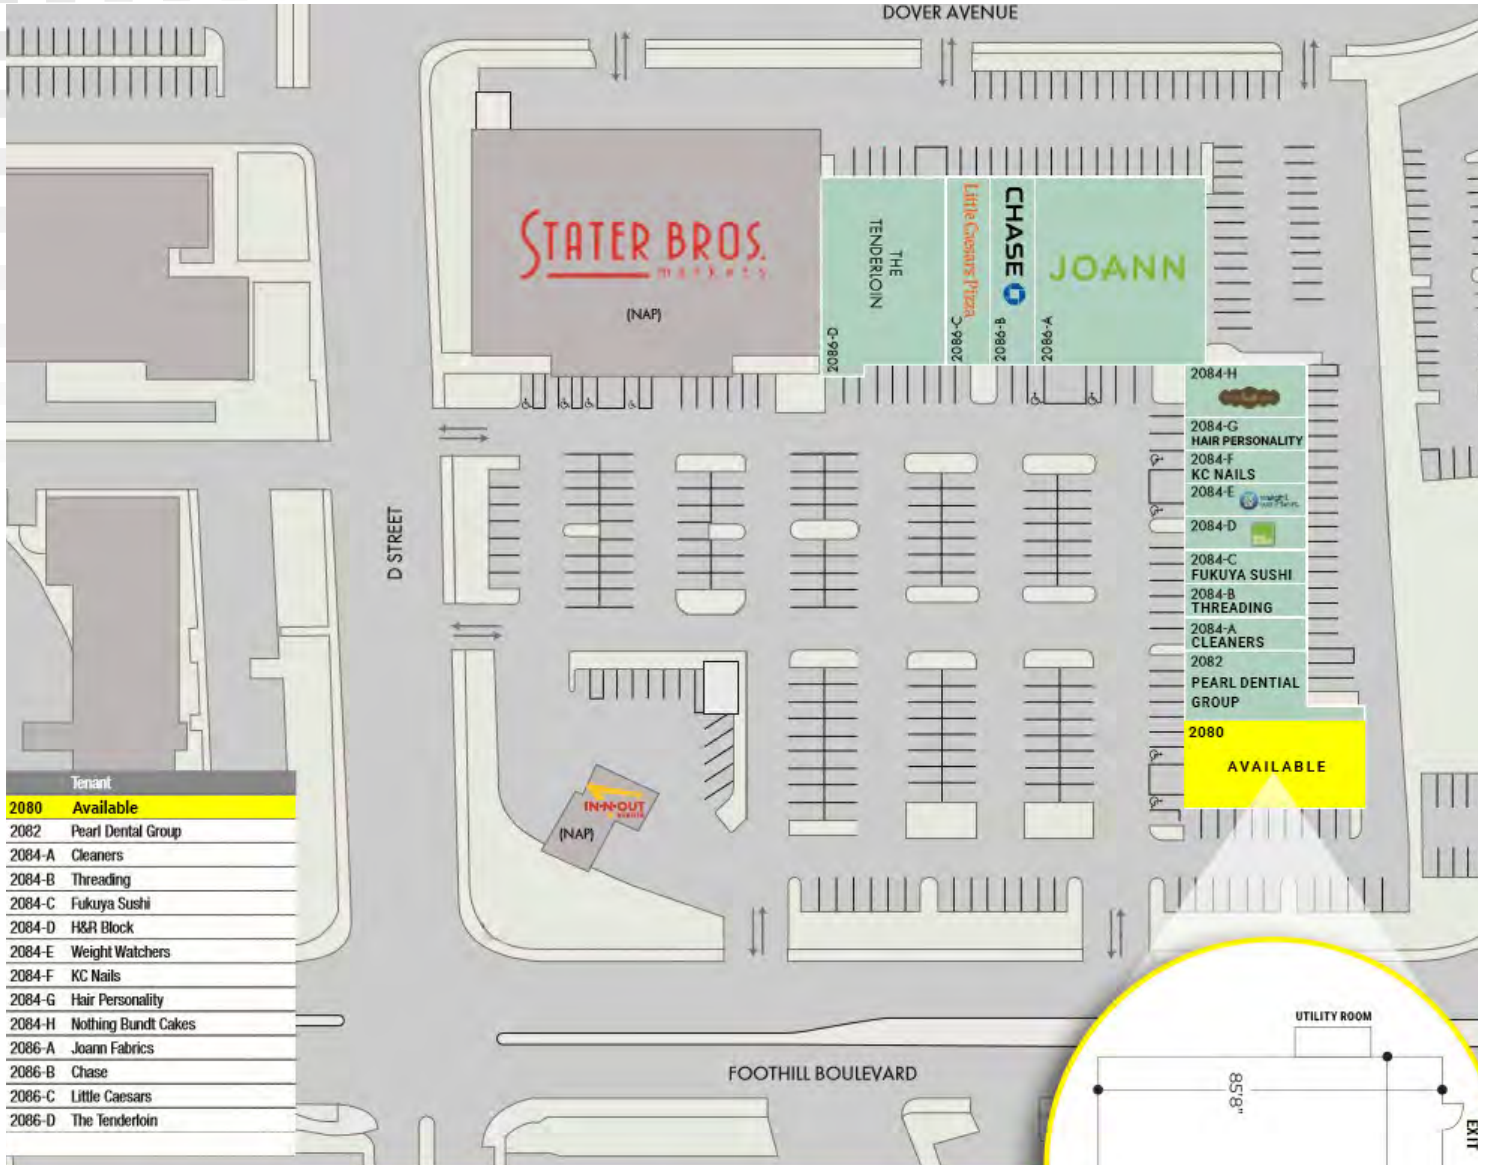 DOVER AVENUE
STATER BROS.
markets
(NAP)
THE
TENDERLOIN
2086-D
Little Caesars Pizza
2086-C
CHASE
2086-B
JOANN
2086-A
2084-H
2084-G
HAIR PERSONALITY
2084-F
KC NAILS
2084-E
2084-D
2084-C
FUKUYA SUSHI
2084-B
THREADING
2084-A
CLEANERS
2082
PEARL DENTIAL
GROUP
2080
AVAILABLE
D STREET
IN-N-OUT
(NAP)
Tenant
2080 Available
2082 Pearl Dental Group
2084-A Cleaners
2084-B Threading
2084-C Fukuya Sushi
2084-D H&R Block
2084-E Weight Watchers
2084-F KC Nails
2084-G Hair Personality
2084-H Nothing Bundt Cakes
2086-A Joann Fabrics
2086-B Chase
2086-C Little Caesars
2086-D The Tenderloin
FOOTHILL BOULEVARD
UTILITY ROOM
85'8"
EXIT